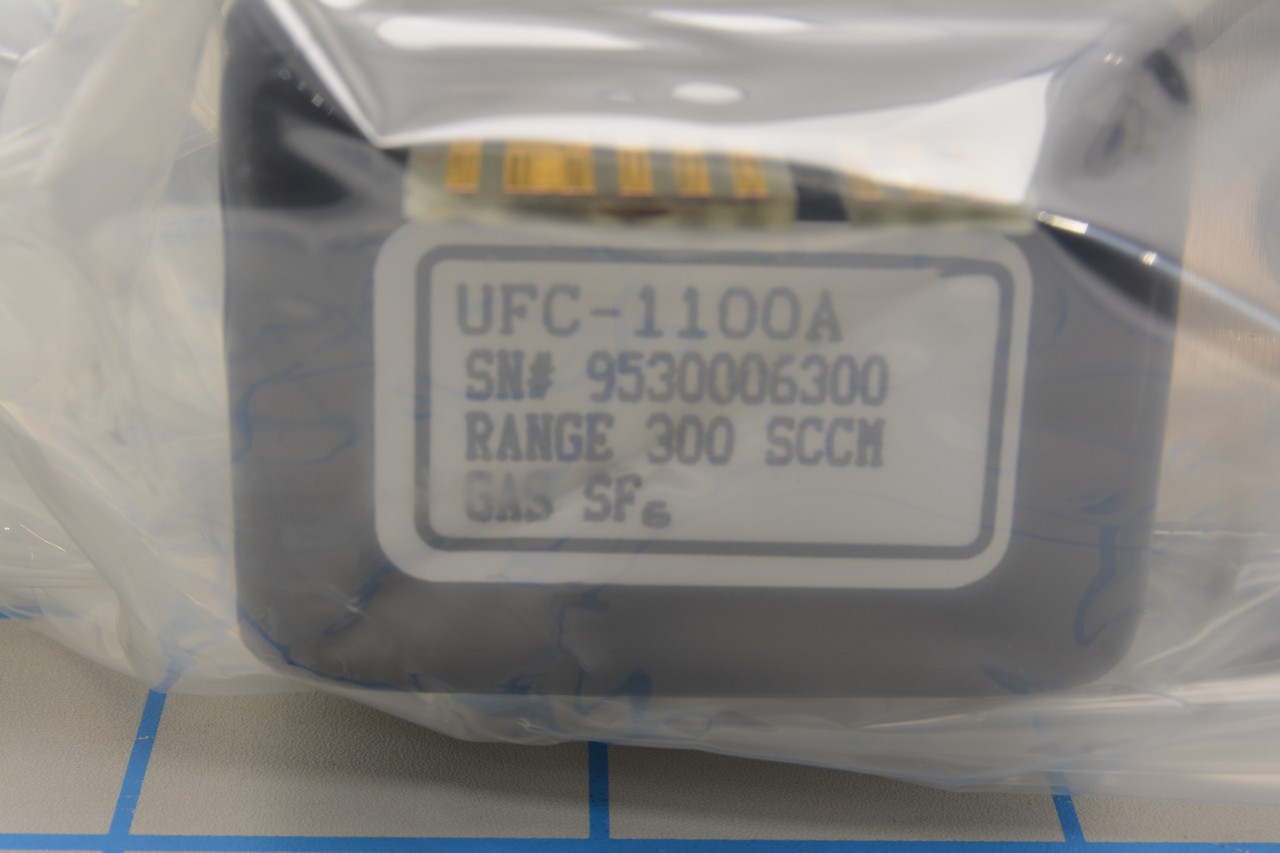 UFC-1100A
SN# 9530006300
RANGE 300 SCCM
GAS SF₆